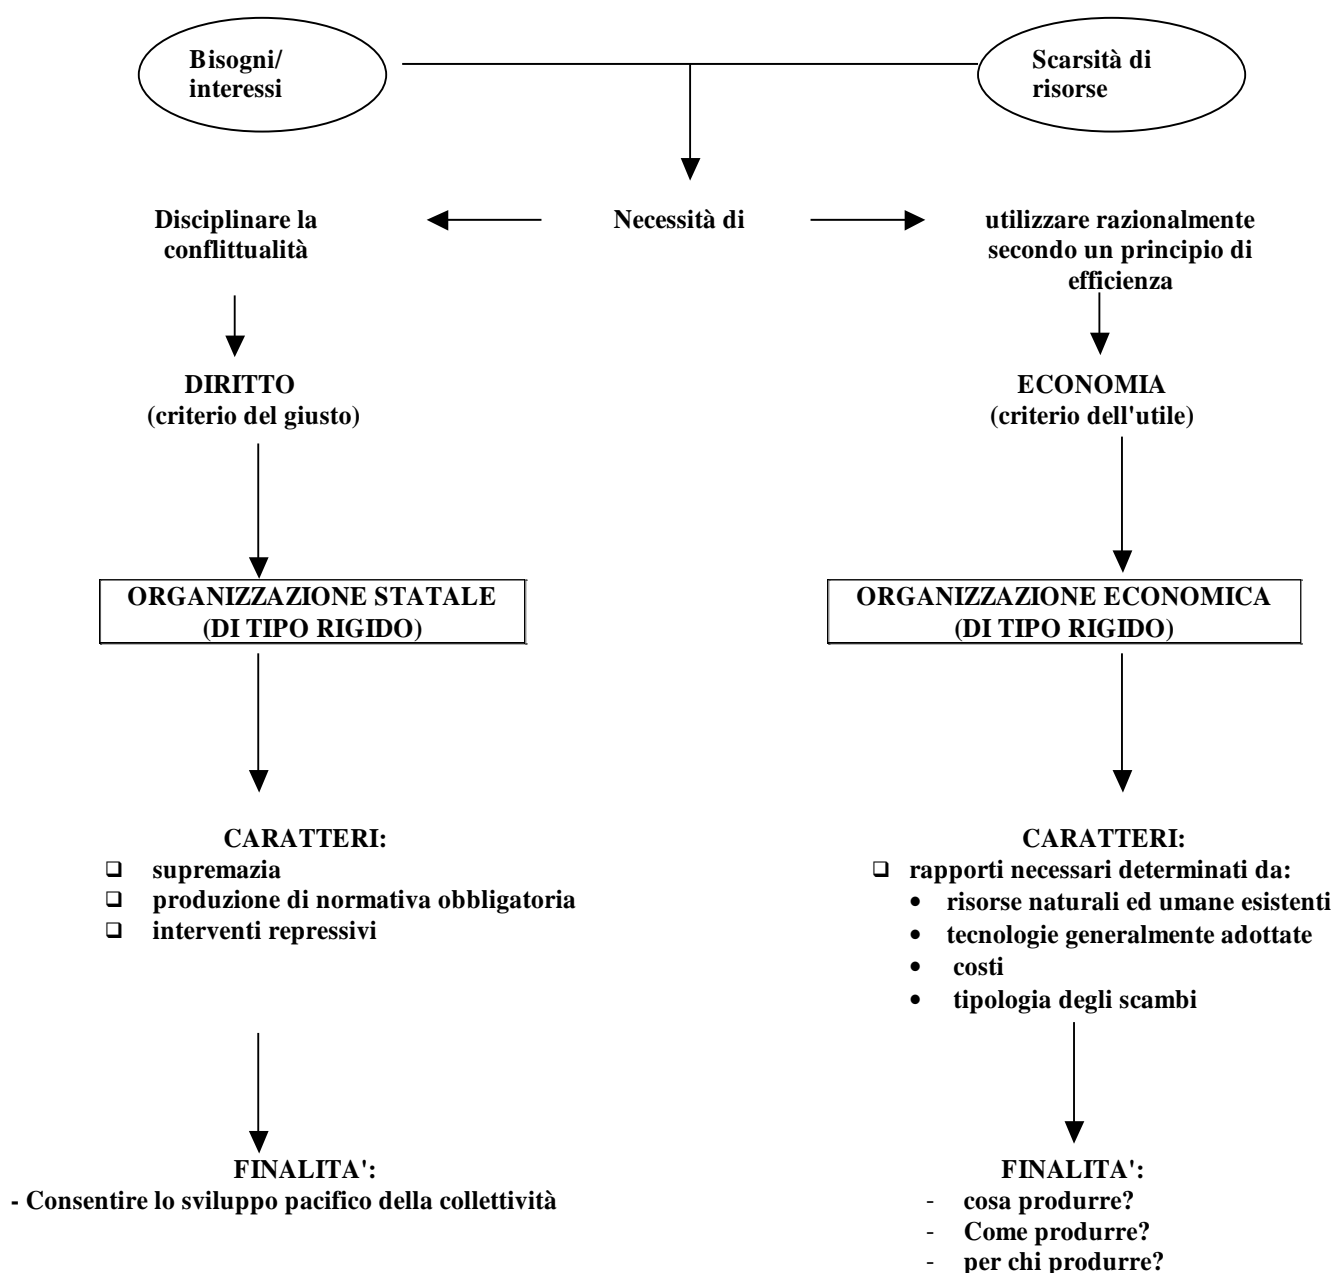 Bisogni/
interessi
Scarsità di
risorse
Disciplinare la
conflittualità
Necessità di
utilizzare razionalmente
secondo un principio di
efficienza
DIRITTO
(criterio del giusto)
ECONOMIA
(criterio dell'utile)
ORGANIZZAZIONE STATALE
(DI TIPO RIGIDO)
ORGANIZZAZIONE ECONOMICA
(DI TIPO RIGIDO)
CARATTERI:
❑ supremazia
❑ produzione di normativa obbligatoria
❑ interventi repressivi
CARATTERI:
❑ rapporti necessari determinati da:
• risorse naturali ed umane esistenti
• tecnologie generalmente adottate
• costi
• tipologia degli scambi
FINALITA':
- Consentire lo sviluppo pacifico della collettività
FINALITA':
- cosa produrre?
- Come produrre?
- per chi produrre?